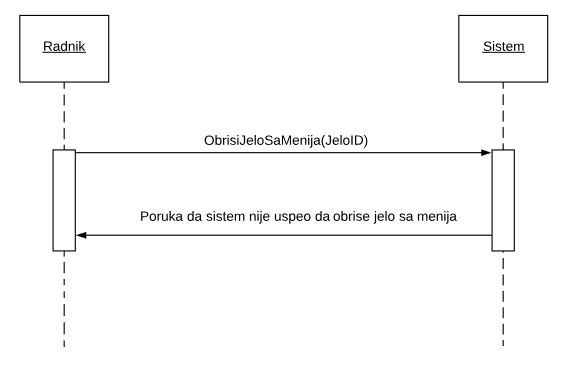 Radnik
Sistem
ObrisiJeloSaMenija(JeloID)
Poruka da sistem nije uspeo da obrise jelo sa menija